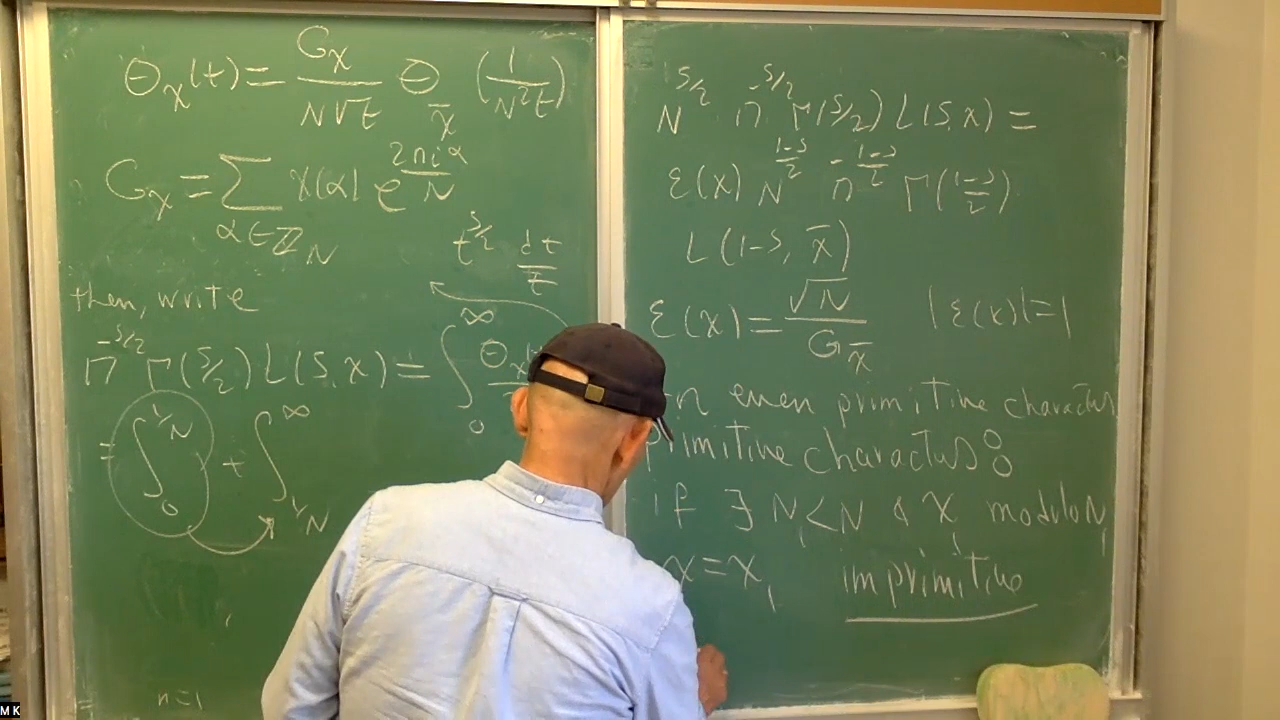 Θ_χ(t) = G_χ / N√t Θ_χ̄ (1 / N²t)
G_χ = Σ_{α∈ℤ_N} χ(α) e^{2πiα/N}
t^{s/2} dt/t
then, write
π^{-s/2} Γ(s/2) L(s, χ) = ∫_0^∞ Θ_χ
= ∫_0^{1/N} + ∫_{1/N}^∞
n=1
N^{s/2} π^{-s/2} Γ(s/2) L(s, χ) =
ε(χ) N^{(1-s)/2} π^{-(1-s)/2} Γ((1-s)/2)
L(1-s, χ̄)
ε(χ) = √N / G_χ̄ |ε(χ)| = 1
n even primitive character
primitive characters:
if ∃ N₁ < N & χ₁ modulo N₁
χ = χ₁ imprimitive
MK